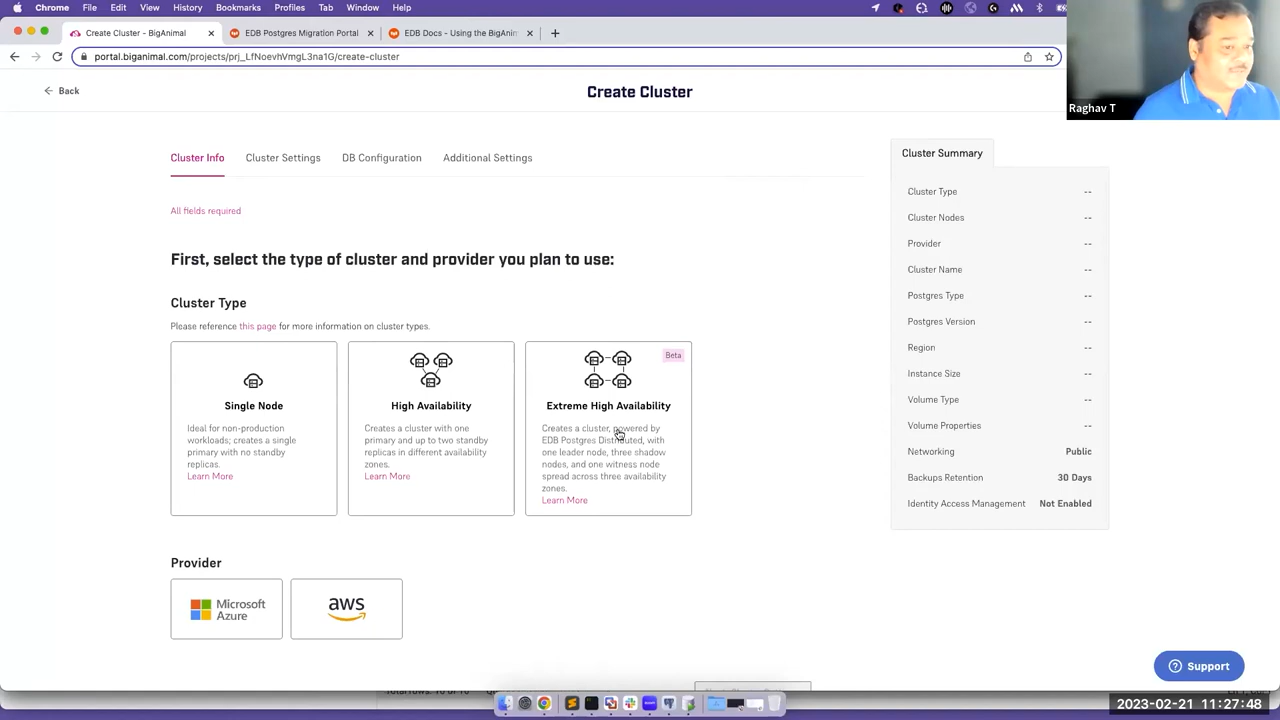 Chrome File Edit View History Bookmarks Profiles Tab Window Help
Create Cluster - BigAnimal
EDB Postgres Migration Portal
EDB Docs - Using the BigAnim
portal.biganimal.com/projects/prj_LfNoevhVmgL3na1G/create-cluster
Raghav T
Back
Create Cluster
Cluster Info Cluster Settings DB Configuration Additional Settings
All fields required
First, select the type of cluster and provider you plan to use:
Cluster Type
Please reference this page for more information on cluster types.
Single Node
Ideal for non-production
workloads; creates a single
primary with no standby
replicas.
Learn More
High Availability
Creates a cluster with one
primary and up to two standby
replicas in different availability
zones.
Learn More
Beta
Extreme High Availability
Creates a cluster, powered by
EDB Postgres Distributed, with
one leader node, three shadow
nodes, and one witness node
spread across three availability
zones.
Learn More
Provider
Microsoft
Azure
aws
Cluster Summary
Cluster Type --
Cluster Nodes --
Provider --
Cluster Name --
Postgres Type --
Postgres Version --
Region --
Instance Size --
Volume Type --
Volume Properties --
Networking Public
Backups Retention 30 Days
Identity Access Management Not Enabled
Support
2023-02-21 11:27:48